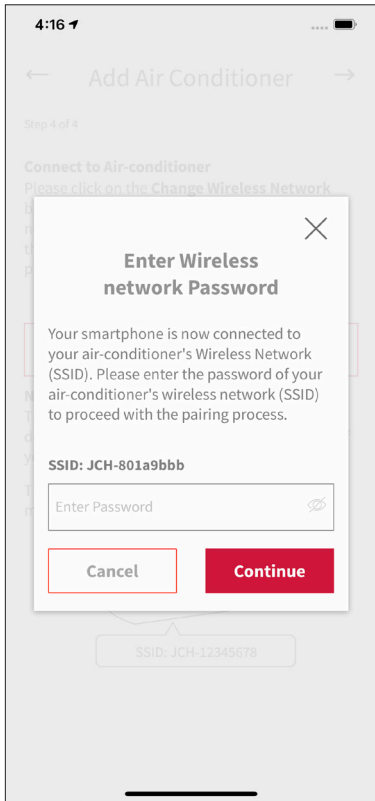 4:16
Add Air Conditioner
Step 4 of 4
Connect to Air-conditioner
Please click on the Change Wireless Network
Enter Wireless
network Password
Your smartphone is now connected to
your air-conditioner's Wireless Network
(SSID). Please enter the password of your
air-conditioner's wireless network (SSID)
to proceed with the pairing process.
SSID: JCH-801a9bbb
Enter Password
Cancel
Continue
SSID: JCH-12345678